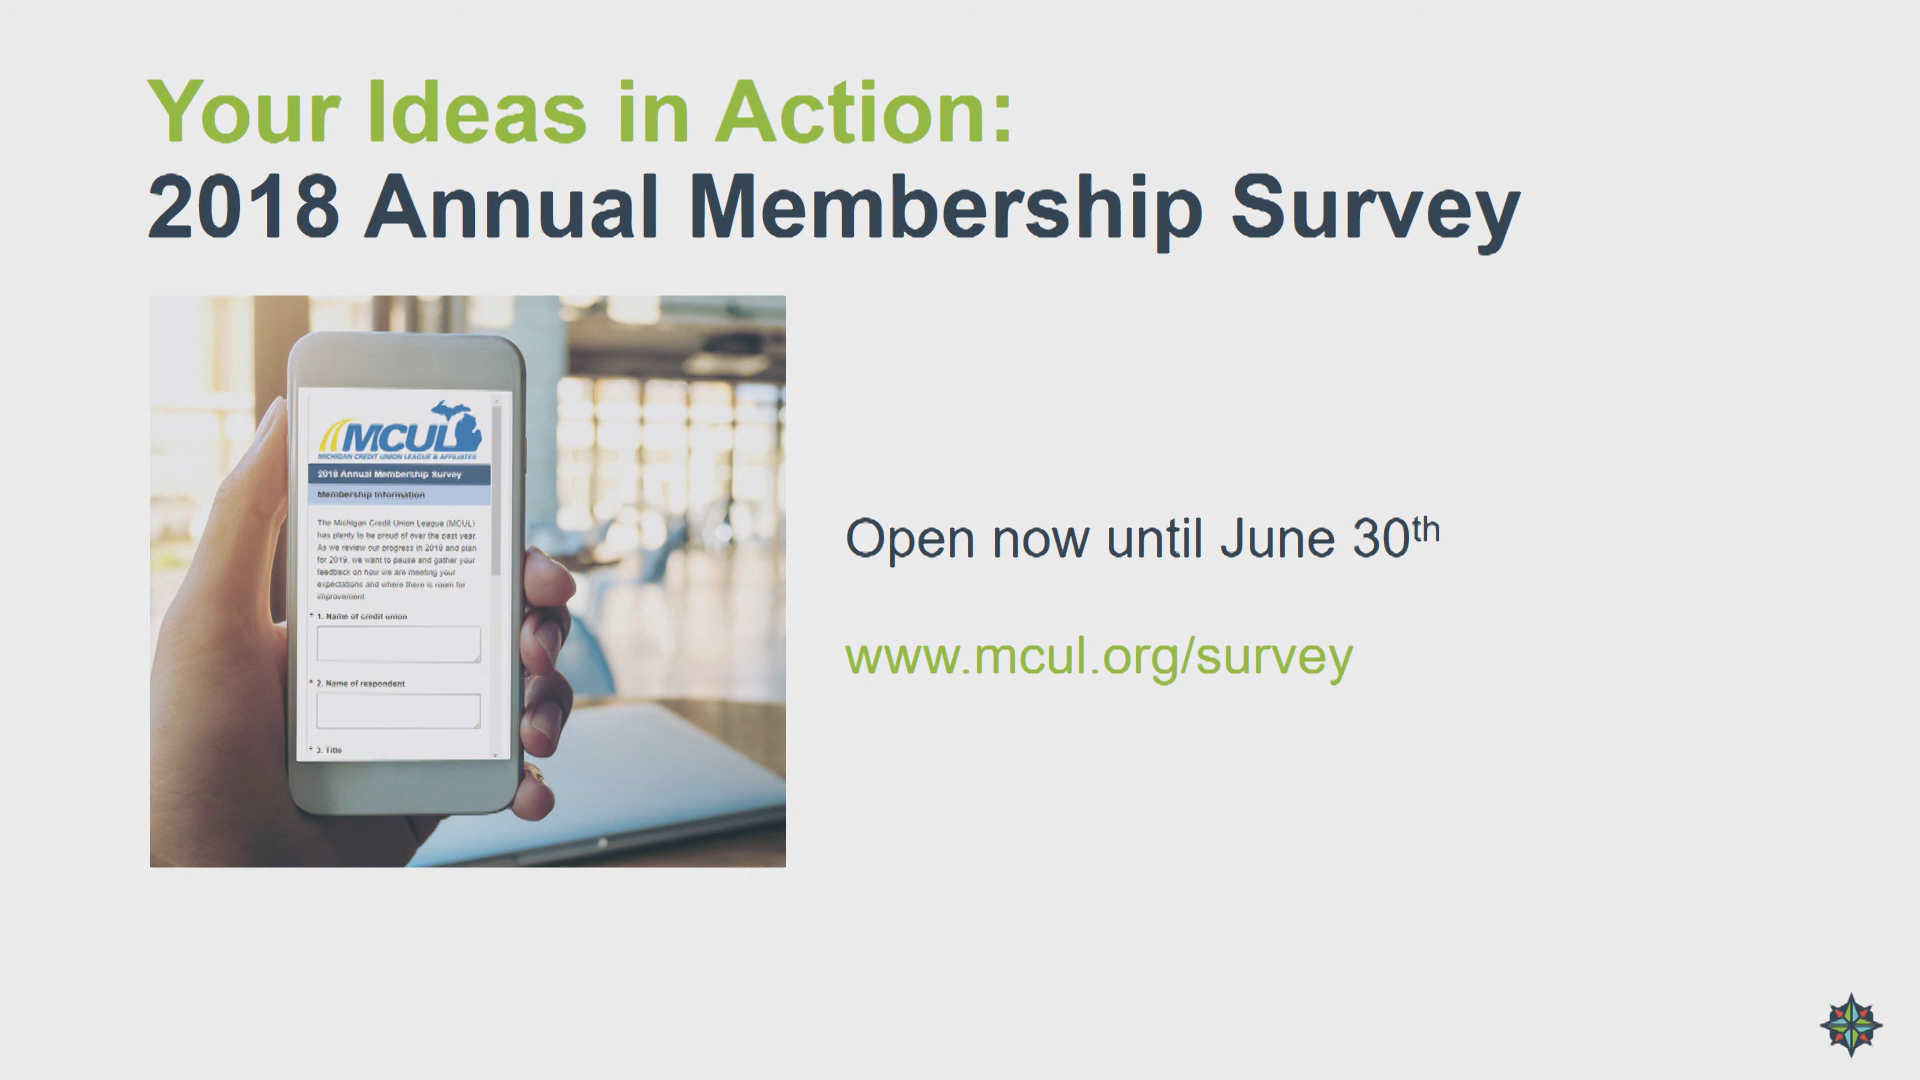 Your Ideas in Action:
2018 Annual Membership Survey
MCUL
MICHIGAN CREDIT UNION LEAGUE & AFFILIATES
2018 Annual Membership Survey
Membership Information
The Michigan Credit Union League (MCUL)
has plenty to be proud of over the past year.
As we review our progress in 2018 and plan
for 2019, we want to pause and gather your
feedback on how we are meeting your
expectations and where there is room for
improvement
* 1. Name of credit union
* 2. Name of respondent
* 3. Title
Open now until June 30th
www.mcul.org/survey